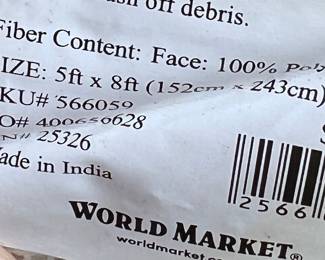 off debris.
Fiber Content: Face: 100%
IZE: 5ft x 8ft (152cm x 243cm)
KU# 566059
O# 400650628
N# 25326
ade in India
2566
WORLD MARKET®
worldmarket.